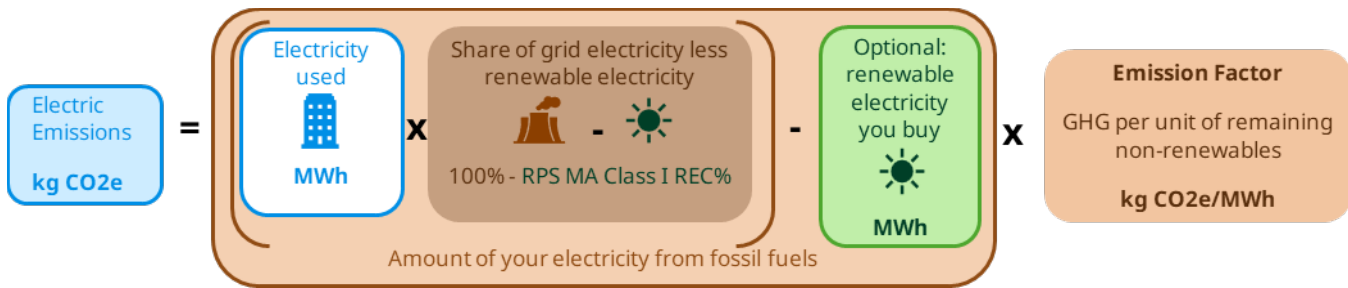 Electric
Emissions
kg CO2e
=
Electricity
used
MWh
x
Share of grid electricity less
renewable electricity
-
100% - RPS MA Class I REC%
-
Optional:
renewable
electricity
you buy
MWh
Amount of your electricity from fossil fuels
x
Emission Factor
GHG per unit of remaining
non-renewables
kg CO2e/MWh